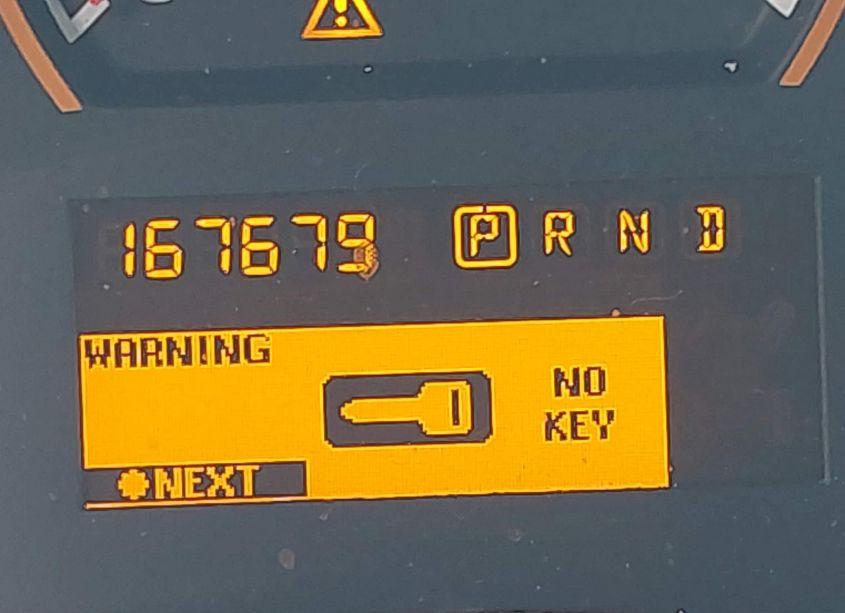 167679 P R N D
WARNING
NO
KEY
NEXT